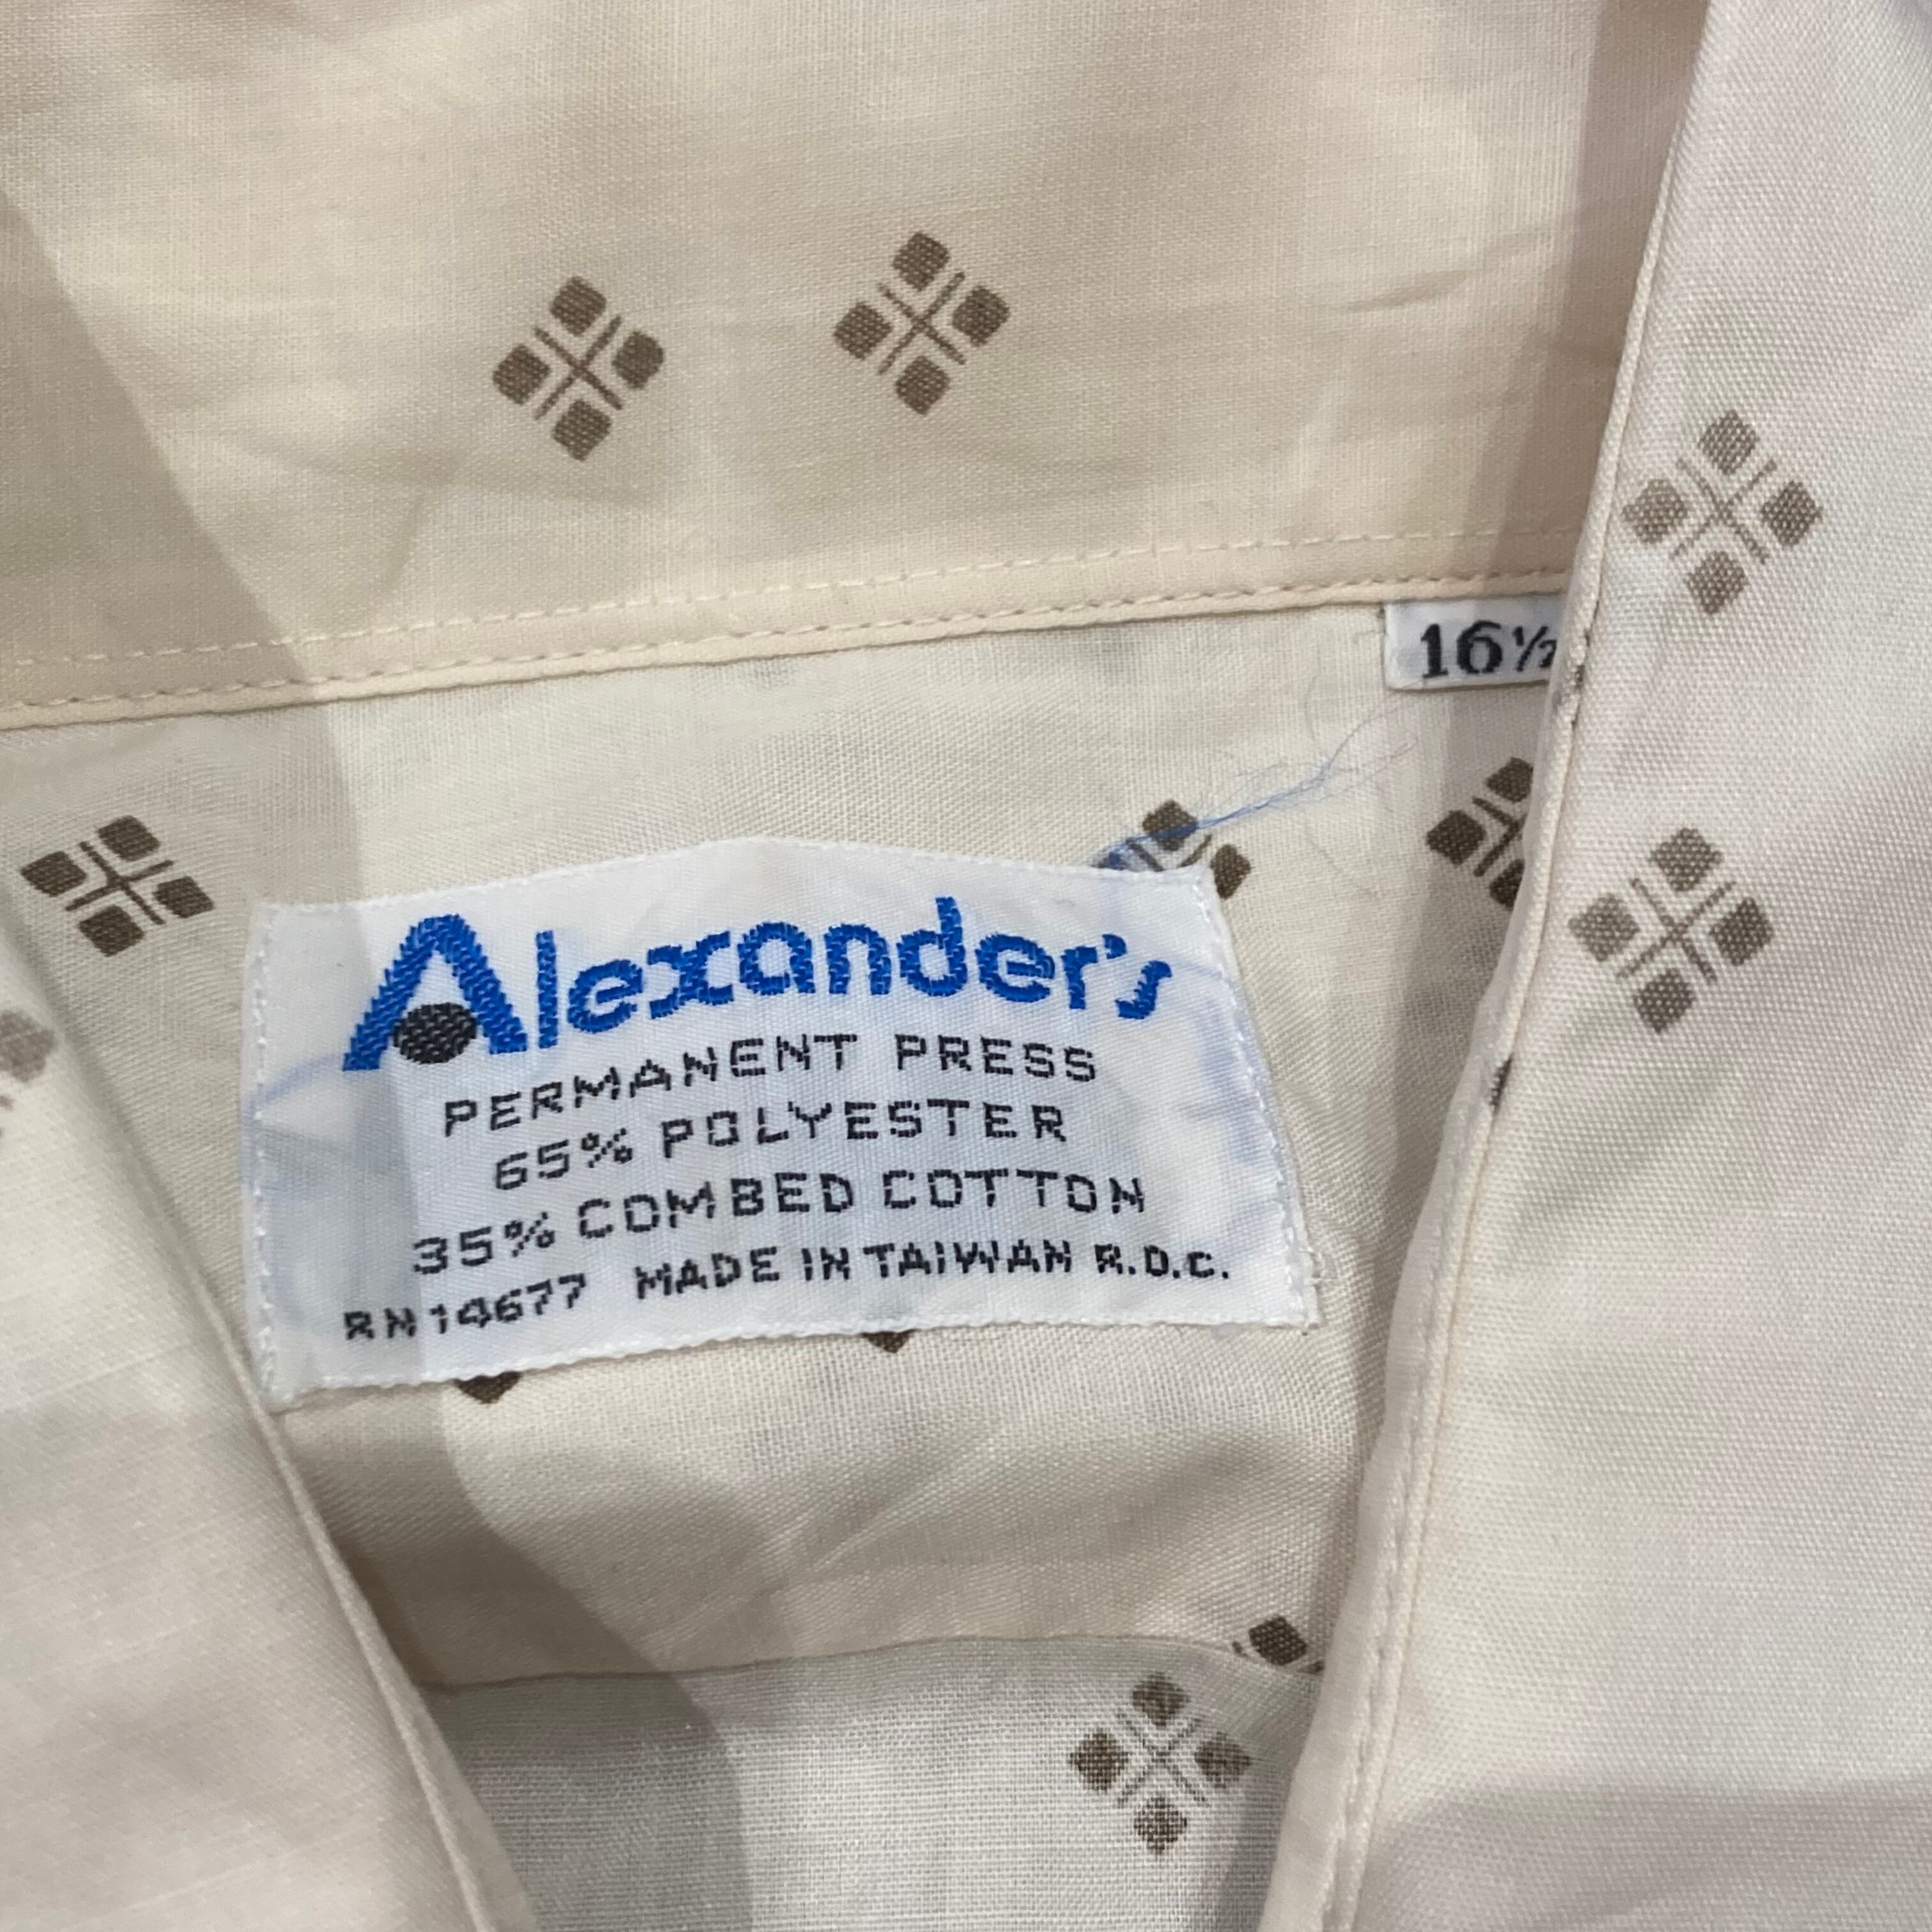 16½
Alexander's
PERMANENT PRESS
65% POLYESTER
35% COMBED COTTON
RN14677 MADE IN TAIWAN R.O.C.